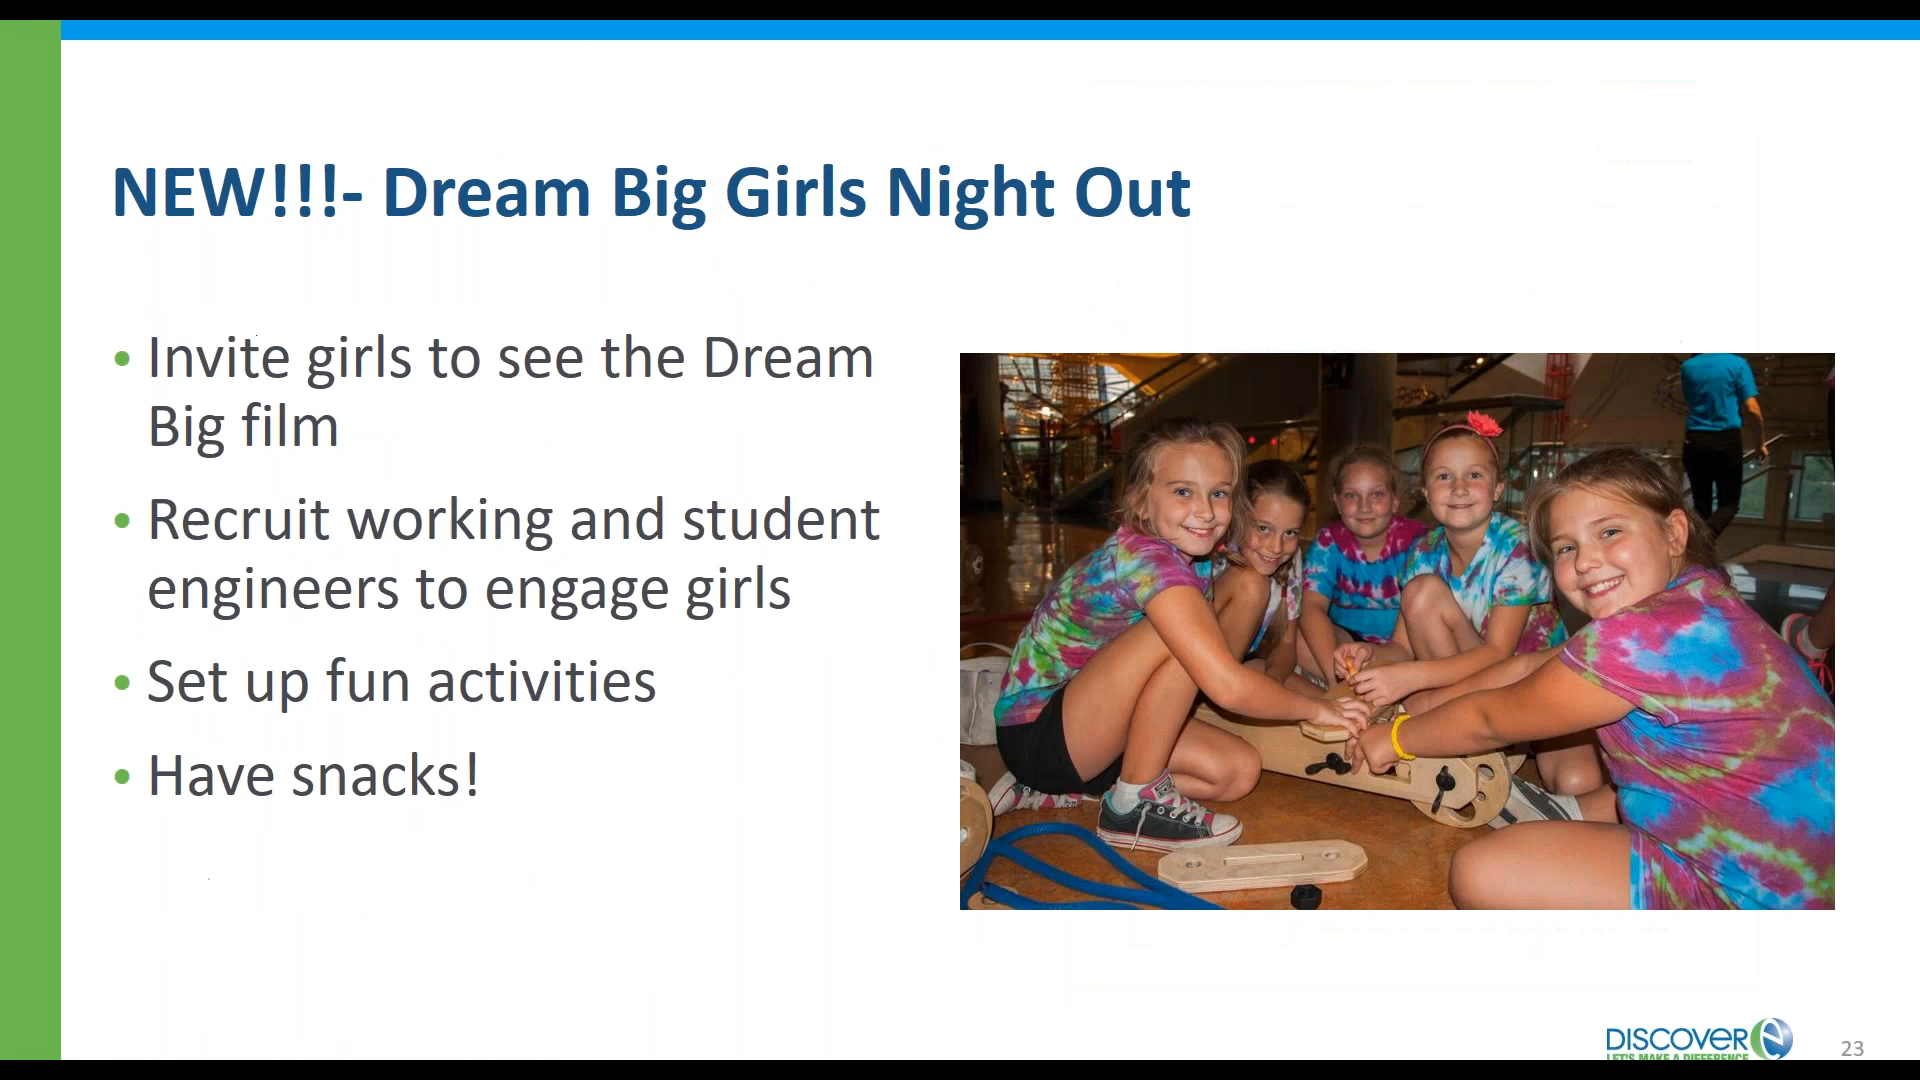 NEW!!!- Dream Big Girls Night Out
• Invite girls to see the Dream
Big film
• Recruit working and student
engineers to engage girls
• Set up fun activities
• Have snacks!
DISCOVER e
LET'S MAKE A DIFFERENCE
23